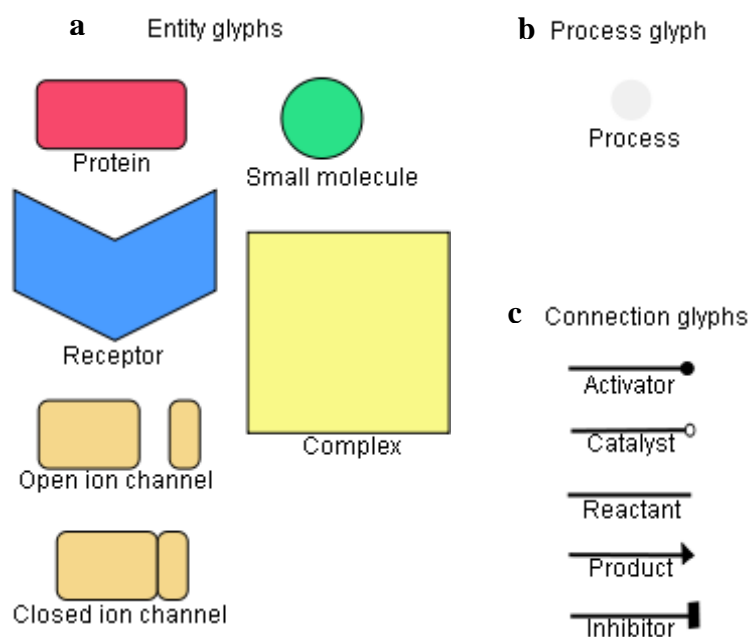 a Entity glyphs
Protein
Small molecule
Receptor
Complex
Open ion channel
Closed ion channel
b Process glyph
Process
c Connection glyphs
Activator
Catalyst
Reactant
Product
Inhibitor